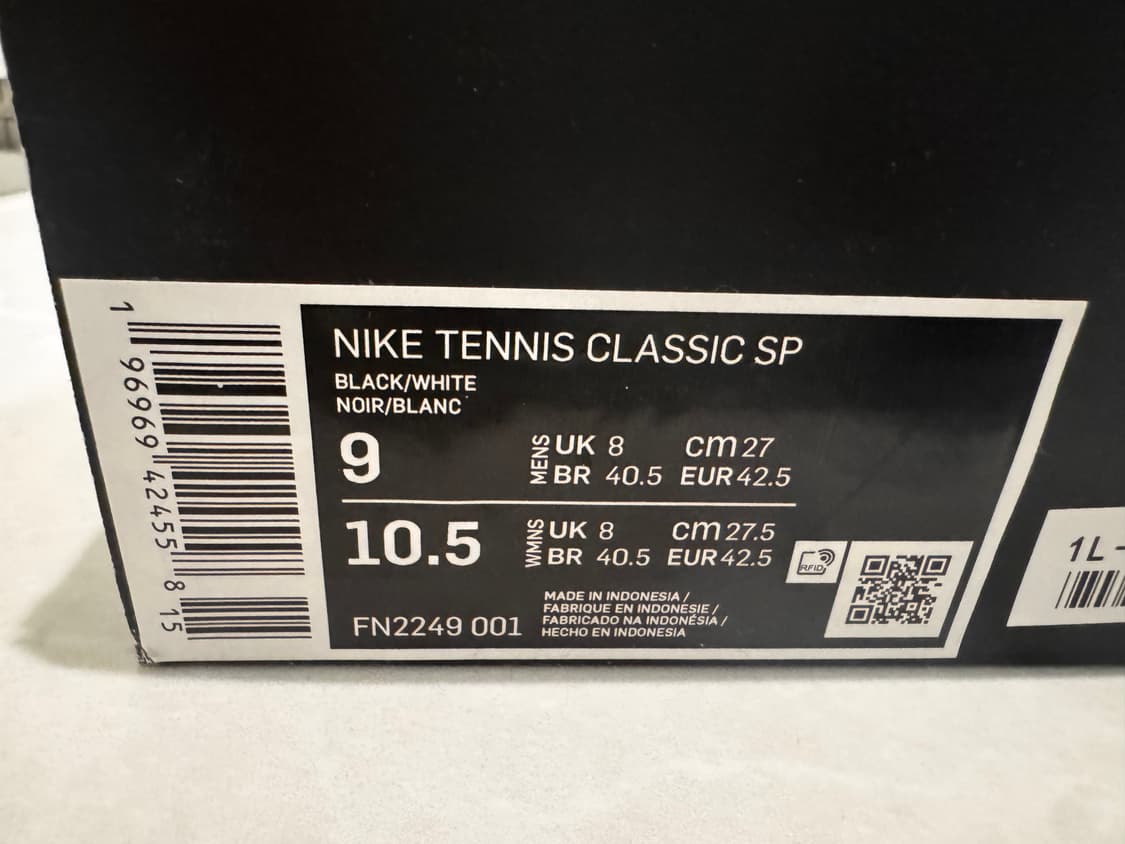 NIKE TENNIS CLASSIC SP
BLACK/WHITE
NOIR/BLANC
9
MENS
UK 8 cm 27
BR 40.5 EUR 42.5
10.5
WMNS
UK 8 cm 27.5
BR 40.5 EUR 42.5
RFID
FN2249 001
MADE IN INDONESIA /
FABRIQUE EN INDONESIE /
FABRICADO NA INDONÉSIA /
HECHO EN INDONESIA
1 96969 42455 8 15
1L -